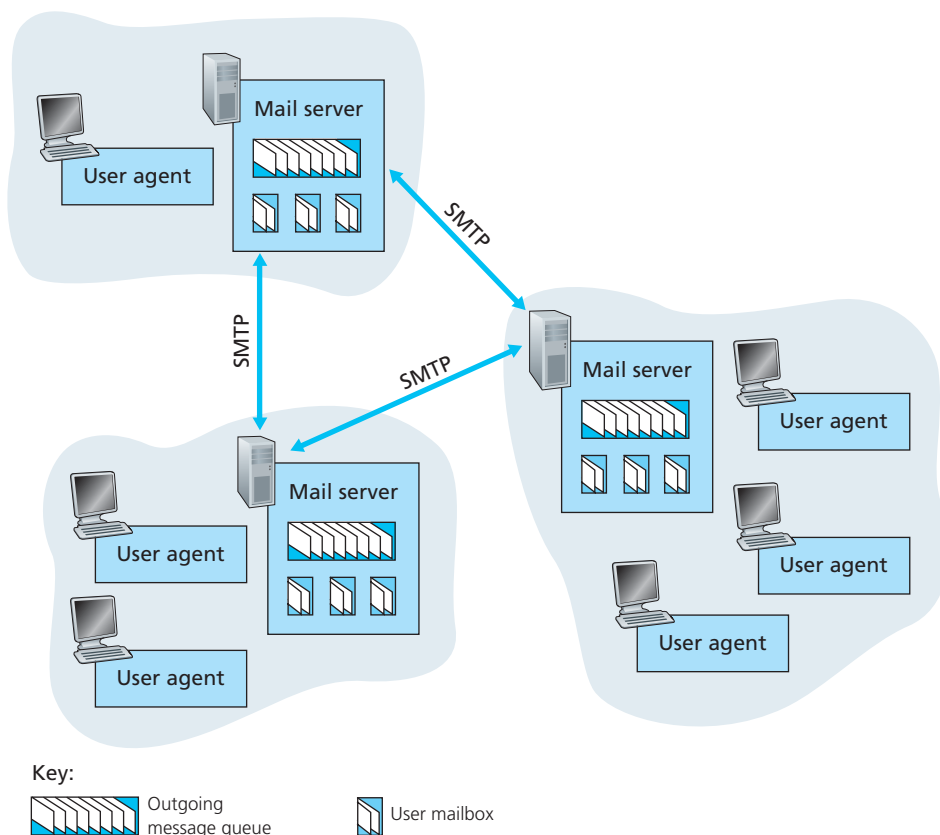 Mail server
User agent
SMTP
SMTP
SMTP
Mail server
User agent
User agent
User agent
Mail server
User agent
User agent
Key:
Outgoing
message queue
User mailbox